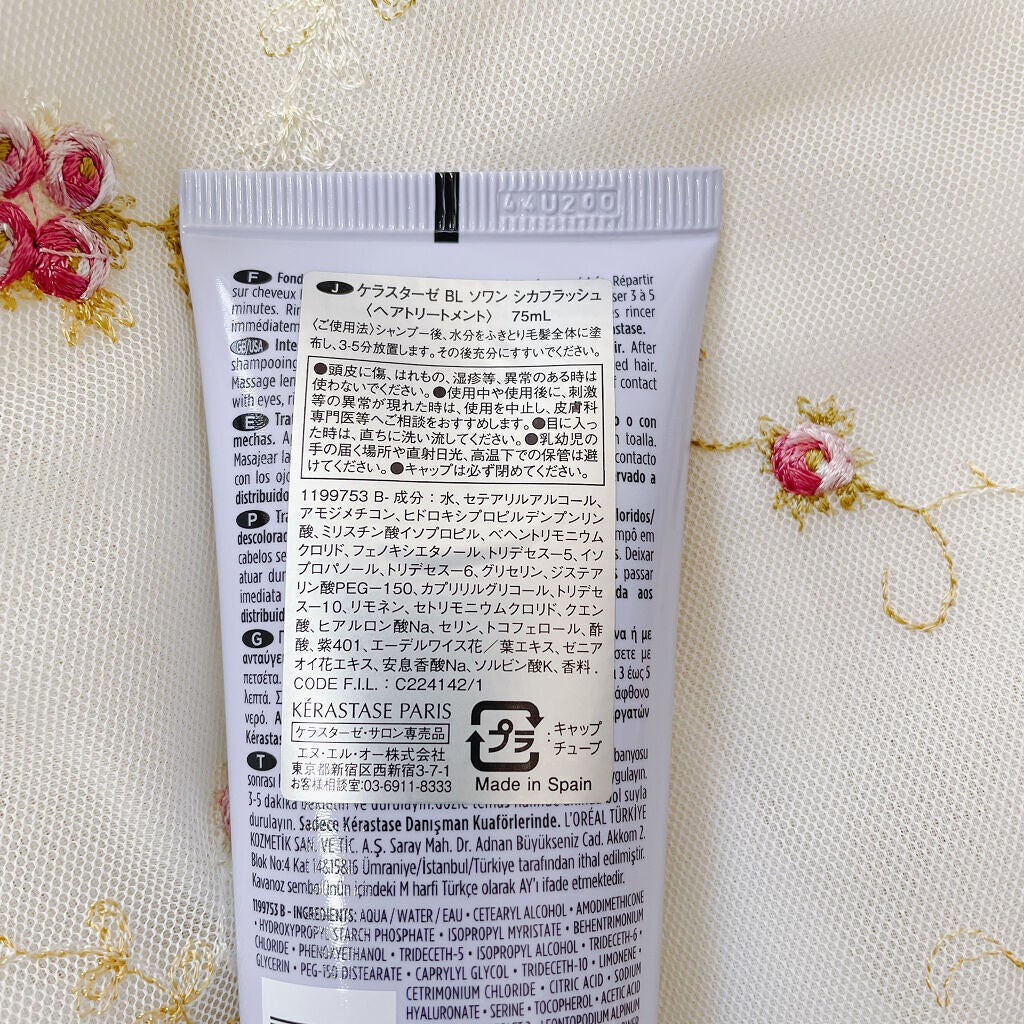 44U200
F Fond
Répartir
sur cheveux
ser 3 à 5
minutes. Rin
s rincer
immédiatem
rastase.
GB/USA Inte
ir. After
shampooing
ed hair.
Massage len
of contact
with eyes, ri
E Trat
o o con
mechas. Ap
n toalla.
Masajear la
contacto
con los ojo
rvado a
distribuido
P Tra
loridos/
descolorad
mpô em
cabelos se
s. Deixar
atuar dur
passar
imediata
da aos
distribuid
G
να ή με
ανταύγει
σετε με
πετσέτα.
3 έως 5
λεπτά. Σ
άφθονο
νερό. Α
ργατών
Kérast
T
banyosu
sonrası
ygulayın.
J ケラスターゼ BL ソワン シカフラッシュ
〈ヘアトリートメント〉 75mL
〈ご使用法〉シャンプー後、水分をふきとり毛髪全体に塗
布し、3-5分放置します。その後充分にすすいでください。
●頭皮に傷、はれもの、湿疹等、異常のある時は
使わないでください。●使用中や使用後に、刺激
等の異常が現れた時は、使用を中止し、皮膚科
専門医等へご相談をおすすめします。●目に入っ
た時は、直ちに洗い流してください。●乳幼児の
手の届く場所や直射日光、高温下での保管は避
けてください。●キャップは必ず閉めてください。
1199753 B- 成分：水、セテアリルアルコール、
アモジメチコン、ヒドロキシプロピルデンプンリン
酸、ミリスチン酸イソプロピル、ベヘントリモニウム
クロリド、フェノキシエタノール、トリデセス-5、イソ
プロパノール、トリデセス-6、グリセリン、ジステア
リン酸PEG-150、カプリリルグリコール、トリデセ
ス-10、リモネン、セトリモニウムクロリド、クエン
酸、ヒアルロン酸Na、セリン、トコフェロール、酢
酸、紫401、エーデルワイス花／葉エキス、ゼニア
オイ花エキス、安息香酸Na、ソルビン酸K、香料．
CODE F.I.L. : C224142/1
KÉRASTASE PARIS
ケラスターゼ・サロン専売品
エヌ・エル・オー株式会社
東京都新宿区西新宿3-7-1
お客様相談室:03-6911-8333
プラ
:キャップ
チューブ
Made in Spain
3-5 dakika bol suyla
durulayın. Sadece Kérastase Danışman Kuaförlerinde. L'ORÉAL TÜRKİYE
KOZMETİK SAN. VE TİC. A.Ş. Saray Mah. Dr. Adnan Büyükseniz Cad. Akkom 2.
Blok No:4 Kat 14&15&16 Ümraniye/İstanbul/Türkiye tarafından ithal edilmiştir.
Kavanoz sembolünün içindeki M harfi Türkçe olarak AY'ı ifade etmektedir.
1199753 B - INGREDIENTS: AQUA / WATER / EAU • CETEARYL ALCOHOL • AMODIMETHICONE
• HYDROXYPROPYL STARCH PHOSPHATE • ISOPROPYL MYRISTATE • BEHENTRIMONIUM
CHLORIDE • PHENOXYETHANOL • TRIDECETH-5 • ISOPROPYL ALCOHOL • TRIDECETH-6 •
GLYCERIN • PEG-150 DISTEARATE • CAPRYLYL GLYCOL • TRIDECETH-10 • LIMONENE •
CETRIMONIUM CHLORIDE • CITRIC ACID • SODIUM
HYALURONATE • SERINE • TOCOPHEROL • ACETIC ACID
LEONTOPODIUM ALPINUM